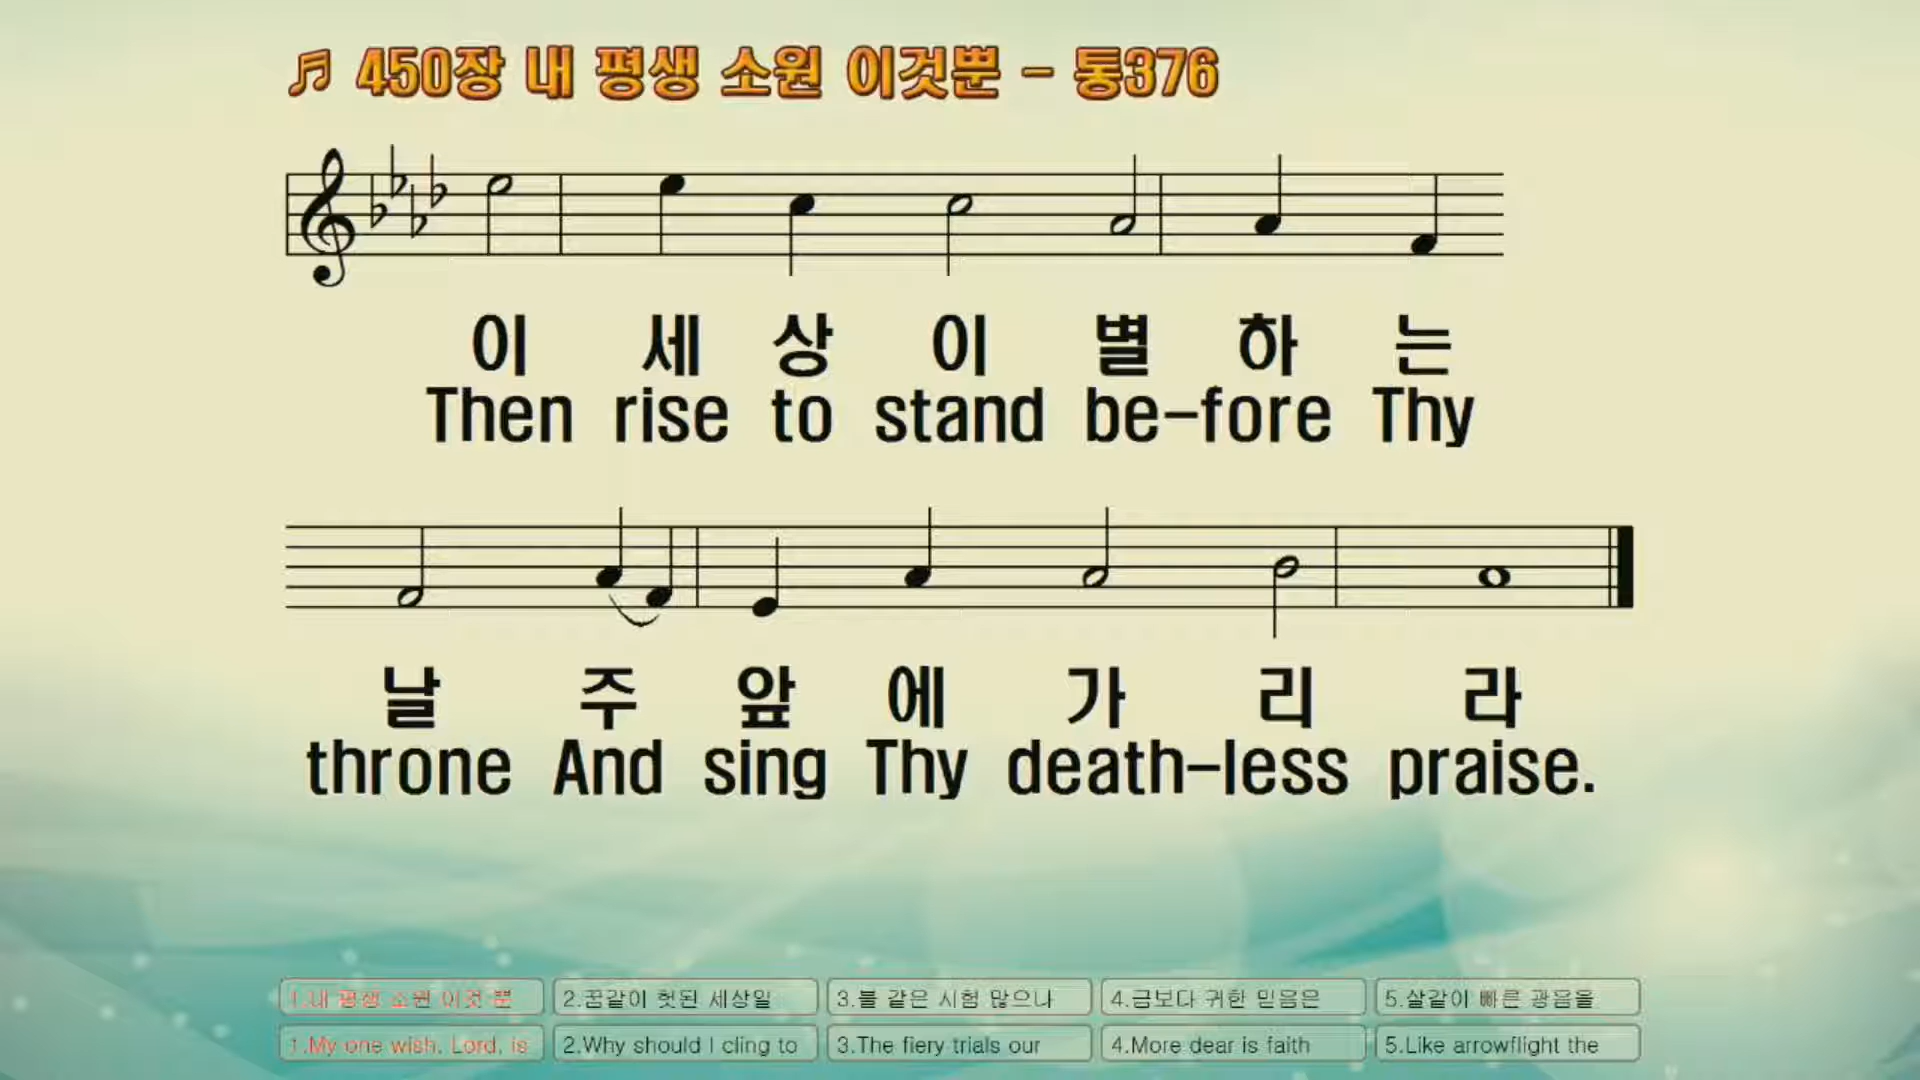 ♬ 450장 내 평생 소원 이것뿐 - 통376
이 세 상 이 별 하 는
Then rise to stand be-fore Thy
날 주 앞 에 가 리 라
throne And sing Thy death-less praise.
1.내 평생 소원 이것 뿐 2.꿈같이 헛된 세상일 3.불 같은 시험 많으나 4.금보다 귀한 믿음은 5.살같이 빠른 광음을
1.My one wish, Lord, is 2.Why should I cling to 3.The fiery trials our 4.More dear is faith 5.Like arrowflight the